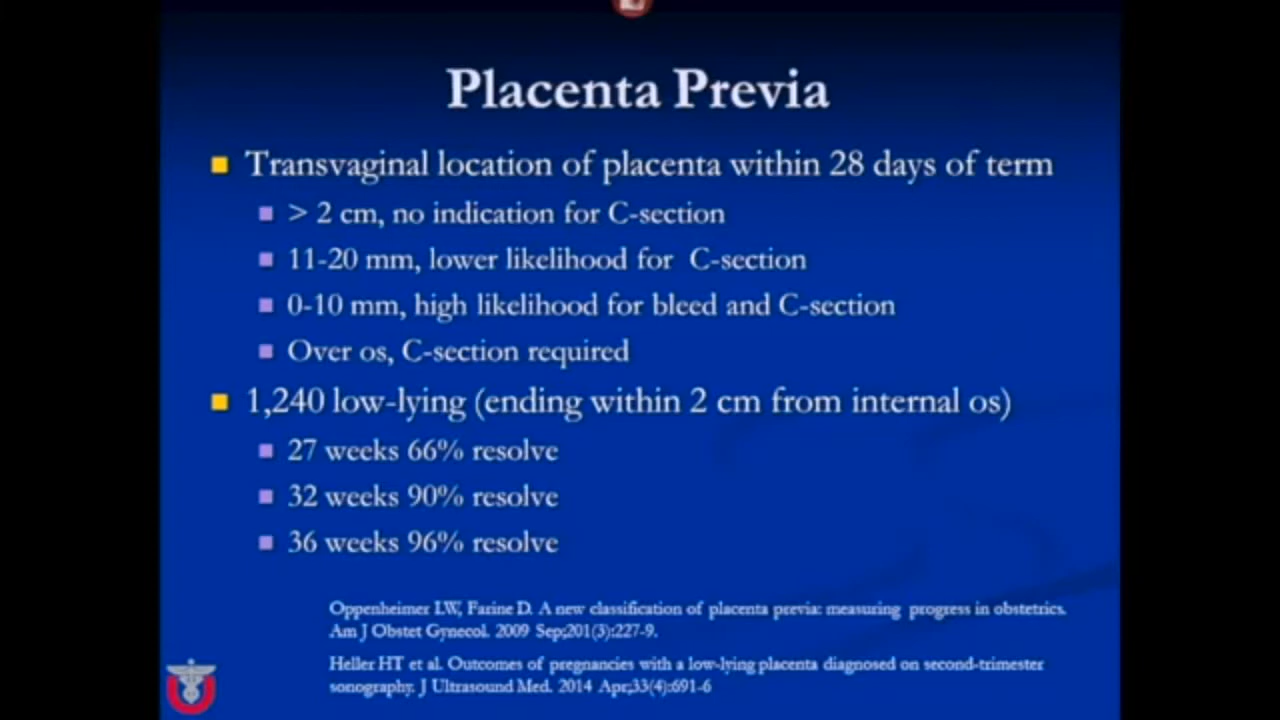 Placenta Previa
Transvaginal location of placenta within 28 days of term
> 2 cm, no indication for C-section
11-20 mm, lower likelihood for C-section
0-10 mm, high likelihood for bleed and C-section
Over os, C-section required
1,240 low-lying (ending within 2 cm from internal os)
27 weeks 66% resolve
32 weeks 90% resolve
36 weeks 96% resolve
Oppenheimer LW, Farine D. A new classification of placenta previa: measuring progress in obstetrics.
Am J Obstet Gynecol. 2009 Sep;201(3):227-9.
Heller HT et al. Outcomes of pregnancies with a low-lying placenta diagnosed on second-trimester
sonography. J Ultrasound Med. 2014 Apr;33(4):691-6